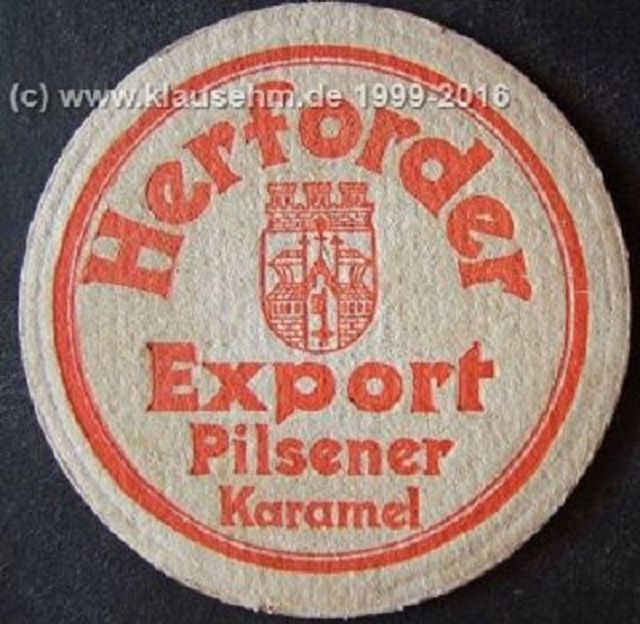 (c) www.klausehm.de 1999-2016
Herforder
Export
Pilsener
Karamel